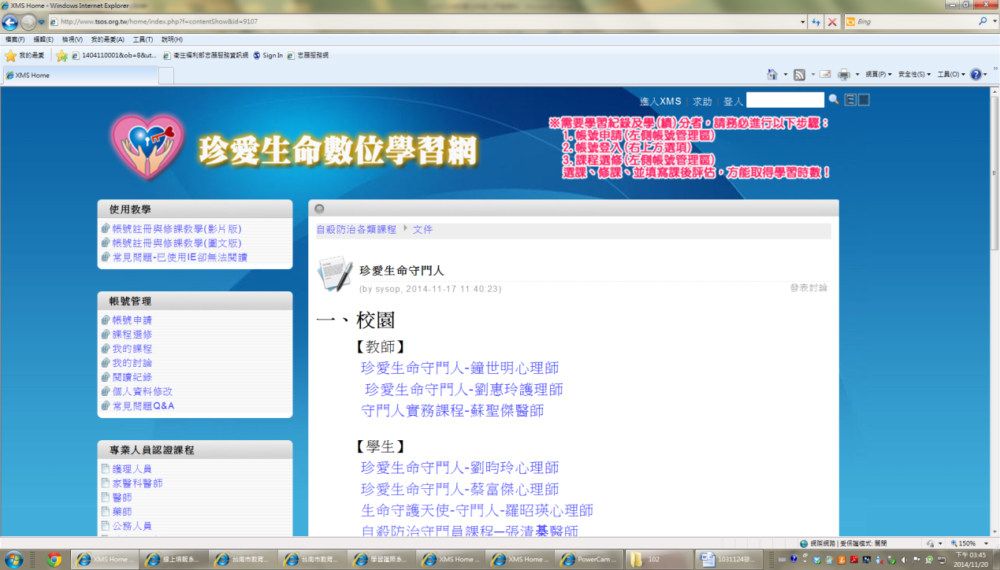 XMS Home - Windows Internet Explorer
http://www.tsos.org.tw/home/index.php?f=contentShow&id=9107
Bing
檔案(F) 編輯(E) 檢視(V) 我的最愛(A) 工具(T) 說明(H)
我的最愛 1404110001&ob=B&ut... 衛生福利部志願服務資訊網 Sign In 志願服務網
XMS Home
網頁(P) 安全性(S) 工具(O)
進入XMS | 求助 | 登入
珍愛生命數位學習網
※需要學習紀錄及學(績)分者，請務必進行以下步驟：
1. 帳號申請(左側帳號管理區)
2. 帳號登入(右上方選項)
3. 課程選修(左側帳號管理區)
選課、修課、並填寫課後評估，方能取得學習時數！
使用教學
帳號註冊與修課教學(影片版)
帳號註冊與修課教學(圖文版)
常見問題-已使用IE卻無法閱讀
帳號管理
帳號申請
課程選修
我的課程
我的討論
閱讀紀錄
個人資料修改
常見問題Q&A
專業人員認證課程
護理人員
家醫科醫師
醫師
藥師
公務人員
自殺防治各類課程 文件
珍愛生命守門人
(by sysop, 2014-11-17 11:40:23)
發表討論
一、校園
【教師】
珍愛生命守門人-鐘世明心理師
珍愛生命守門人-劉惠玲護理師
守門人實務課程-蘇聖傑醫師
【學生】
珍愛生命守門人-劉昀玲心理師
珍愛生命守門人-蔡富傑心理師
生命守護天使-守門人-羅昭瑛心理師
自殺防治守門員課程—張清棊醫師
網際網路 | 受保護模式: 關閉
150%
XMS Home ...
線上填報系...
台南市教育...
台南市教育...
學習護照系...
XMS Home ...
XMS Home ...
PowerCam ...
102
1031124珍...
下午 03:45
2014/11/20